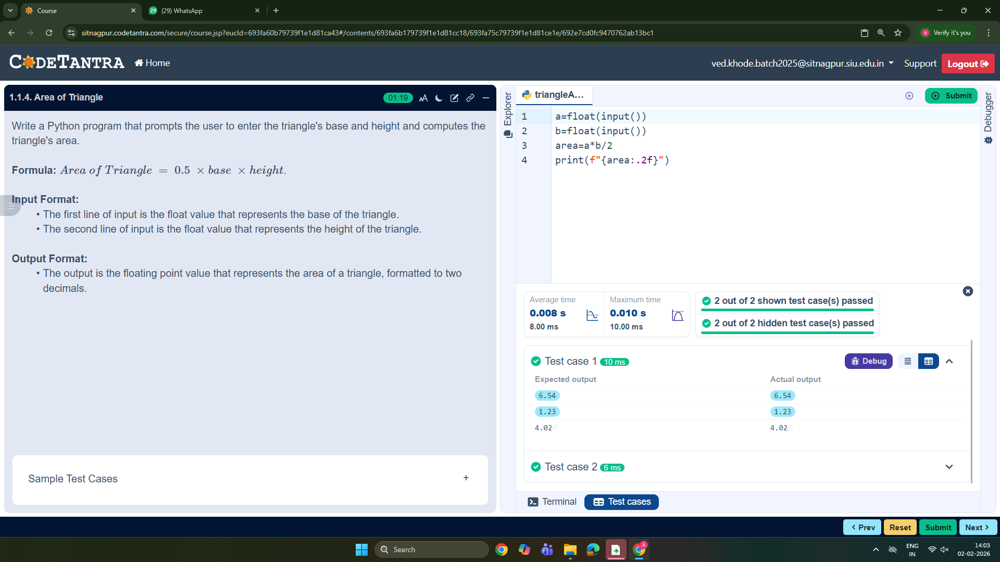 Course
29
(29) WhatsApp
sitnagpur.codetantra.com/secure/course.jsp?eucId=693fa60b79739f1e1d81ca43#/contents/693fa6b179739f1e1d81cc18/693fa75c79739f1e1d81ce1e/692e7cd0fc9470762ab13bc1
A
Verify it's you
CODETANTRA
Home
ved.khode.batch2025@sitnagpur.siu.edu.in
Support
Logout
1.1.4. Area of Triangle
01:19
AA
Write a Python program that prompts the user to enter the triangle's base and height and computes the
triangle's area.
Formula: Area of Triangle = 0.5 × base × height.
Input Format:
• The first line of input is the float value that represents the base of the triangle.
• The second line of input is the float value that represents the height of the triangle.
Output Format:
• The output is the floating point value that represents the area of a triangle, formatted to two
decimals.
Sample Test Cases
+
Explorer
triangleA...
Submit
Debugger
1 a=float(input())
2 b=float(input())
3 area=a*b/2
4 print(f"{area:.2f}")
Average time
0.008 s
8.00 ms
Maximum time
0.010 s
10.00 ms
2 out of 2 shown test case(s) passed
2 out of 2 hidden test case(s) passed
Test case 1 10 ms
Debug
Expected output Actual output
6.54 6.54
1.23 1.23
4.02⏎ 4.02⏎
Test case 2 6 ms
Terminal
Test cases
< Prev
Reset
Submit
Next >
Search
A
ENG
IN
14:03
02-02-2026